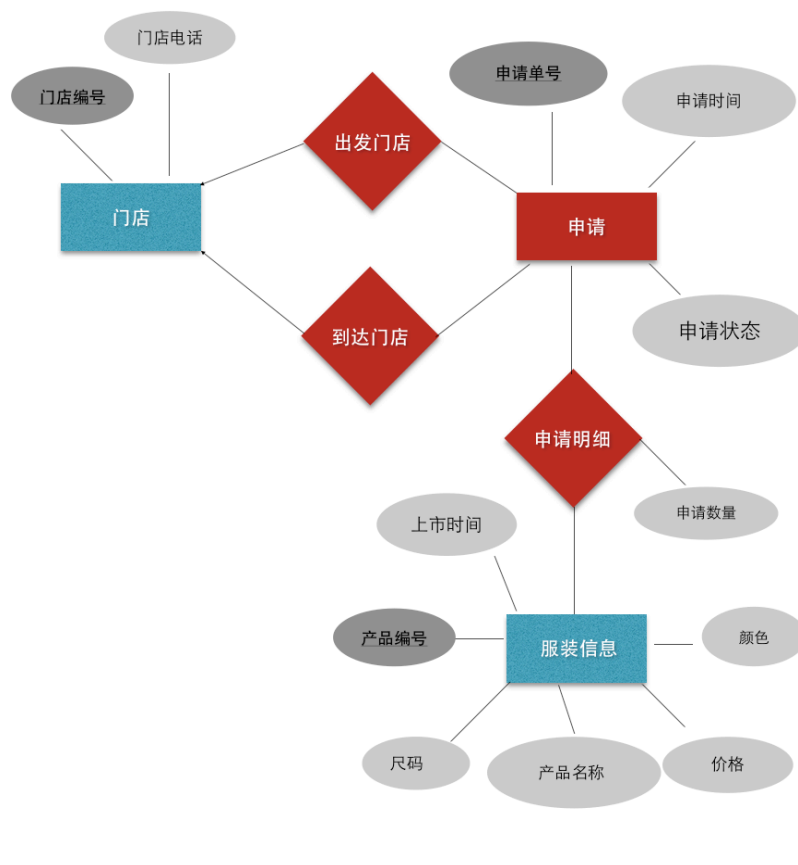 门店电话
门店编号
申请单号
申请时间
出发门店
门店
申请
到达门店
申请状态
申请明细
申请数量
上市时间
产品编号
服装信息
颜色
尺码
产品名称
价格